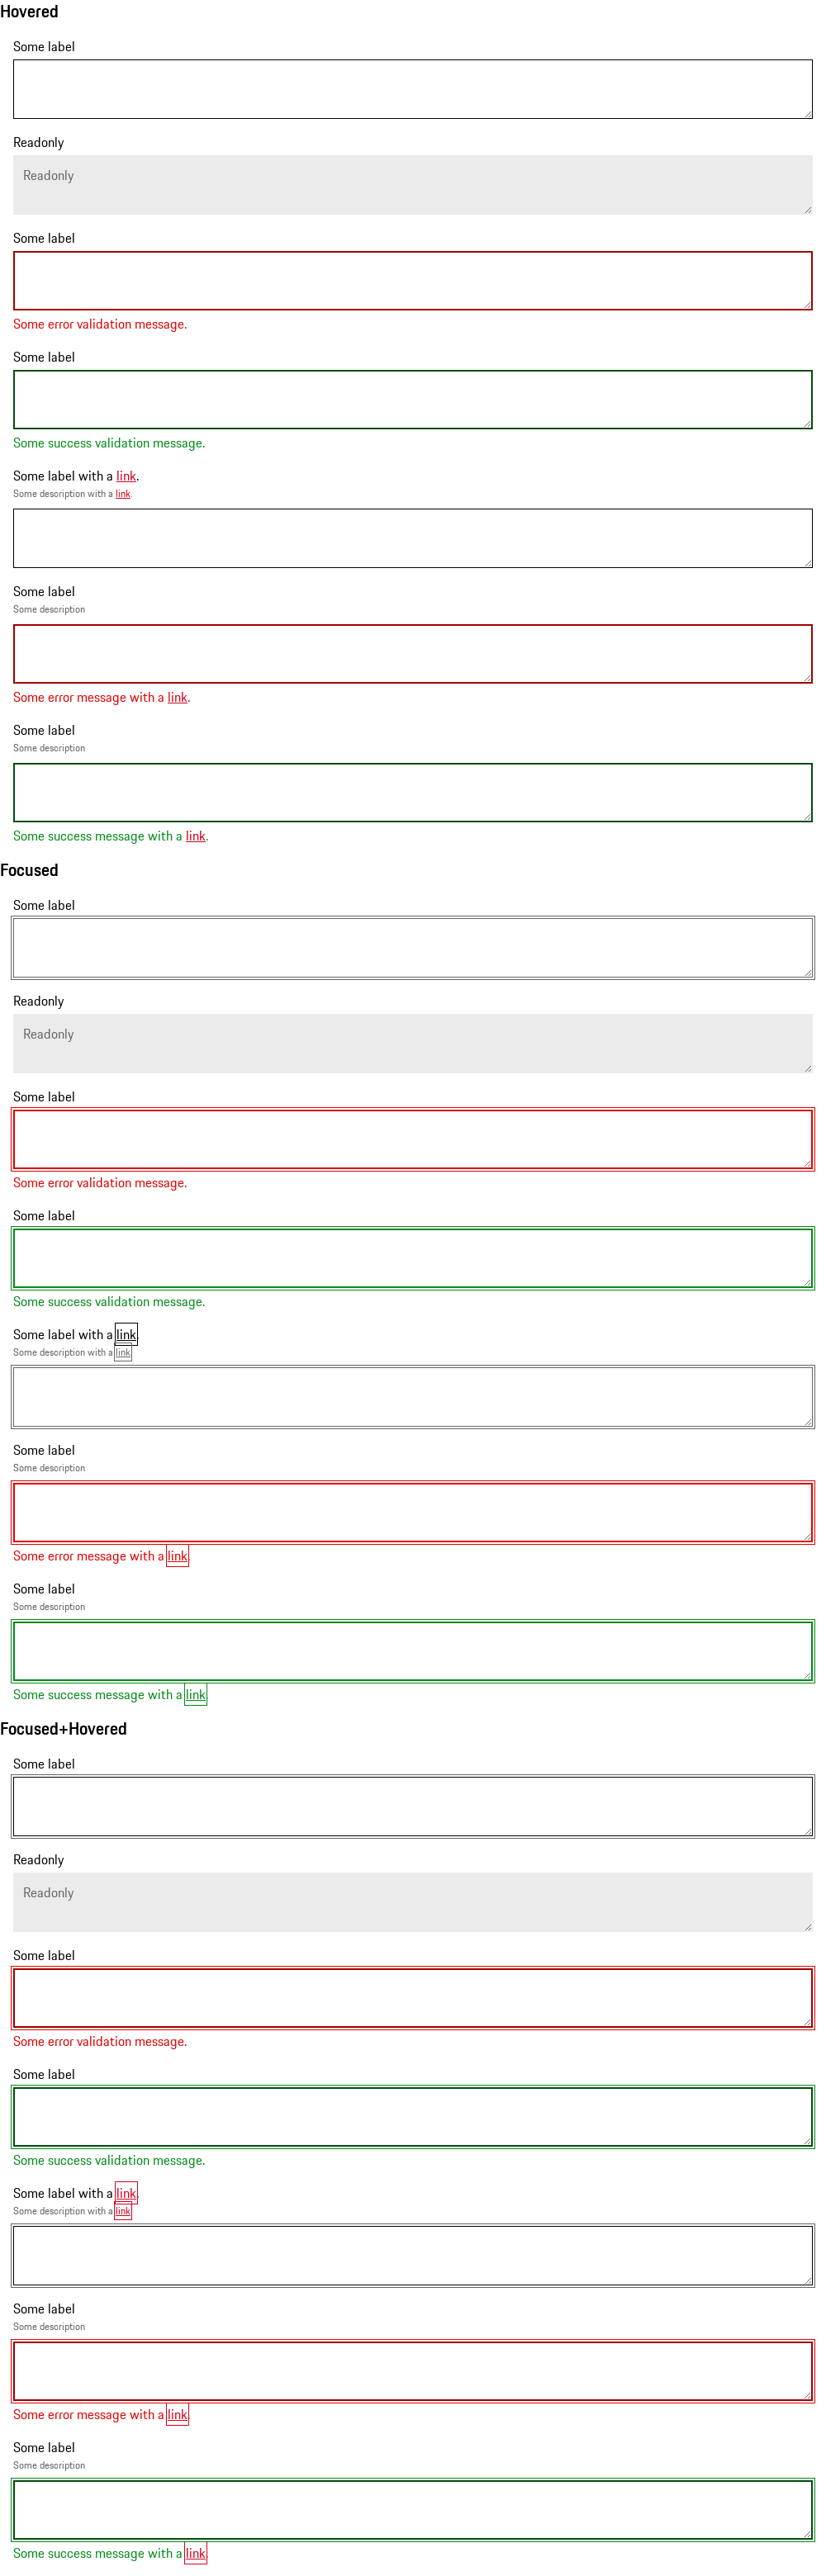 Hovered
Some label
Readonly
Readonly
Some label
Some error validation message.
Some label
Some success validation message.
Some label with a link.
Some description with a link.
Some label
Some description
Some error message with a link.
Some label
Some description
Some success message with a link.
Focused
Some label
Readonly
Readonly
Some label
Some error validation message.
Some label
Some success validation message.
Some label with a link.
Some description with a link.
Some label
Some description
Some error message with a link.
Some label
Some description
Some success message with a link.
Focused+Hovered
Some label
Readonly
Readonly
Some label
Some error validation message.
Some label
Some success validation message.
Some label with a link.
Some description with a link.
Some label
Some description
Some error message with a link.
Some label
Some description
Some success message with a link.